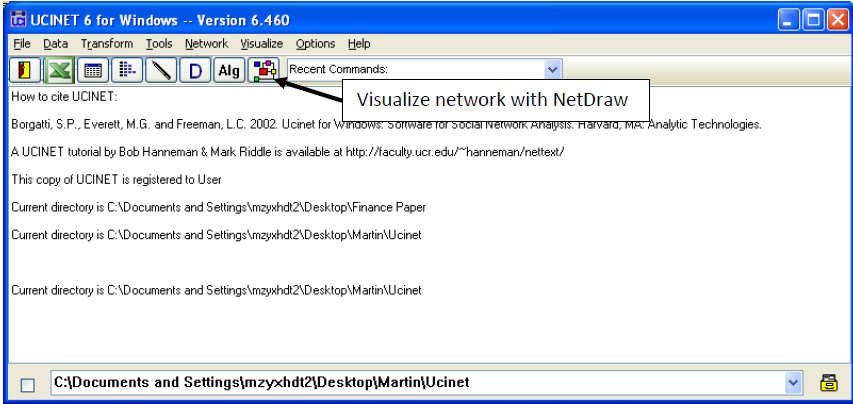 UCINET 6 for Windows -- Version 6.460
File Data Transform Tools Network Visualize Options Help
D Alg Recent Commands:
Visualize network with NetDraw
How to cite UCINET:
Borgatti, S.P., Everett, M.G. and Freeman, L.C. 2002. Ucinet for Windows: Software for Social Network Analysis. Harvard, MA: Analytic Technologies.
A UCINET tutorial by Bob Hanneman & Mark Riddle is available at http://faculty.ucr.edu/~hanneman/nettext/
This copy of UCINET is registered to User
Current directory is C:\Documents and Settings\mzyxhdt2\Desktop\Finance Paper
Current directory is C:\Documents and Settings\mzyxhdt2\Desktop\Martin\Ucinet
Current directory is C:\Documents and Settings\mzyxhdt2\Desktop\Martin\Ucinet
C:\Documents and Settings\mzyxhdt2\Desktop\Martin\Ucinet